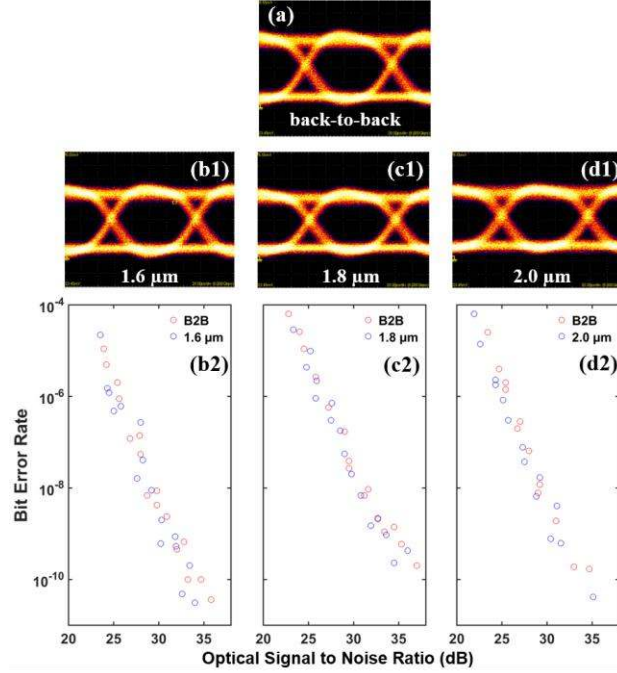 (a)
back-to-back
(b1)
(c1)
(d1)
1.6 μm
1.8 μm
2.0 μm
10-4
10-6
10-8
10-10
Bit Error Rate
B2B
1.6 μm
(b2)
B2B
1.8 μm
(c2)
B2B
2.0 μm
(d2)
20 25 30 35
20 25 30 35
20 25 30 35
Optical Signal to Noise Ratio (dB)